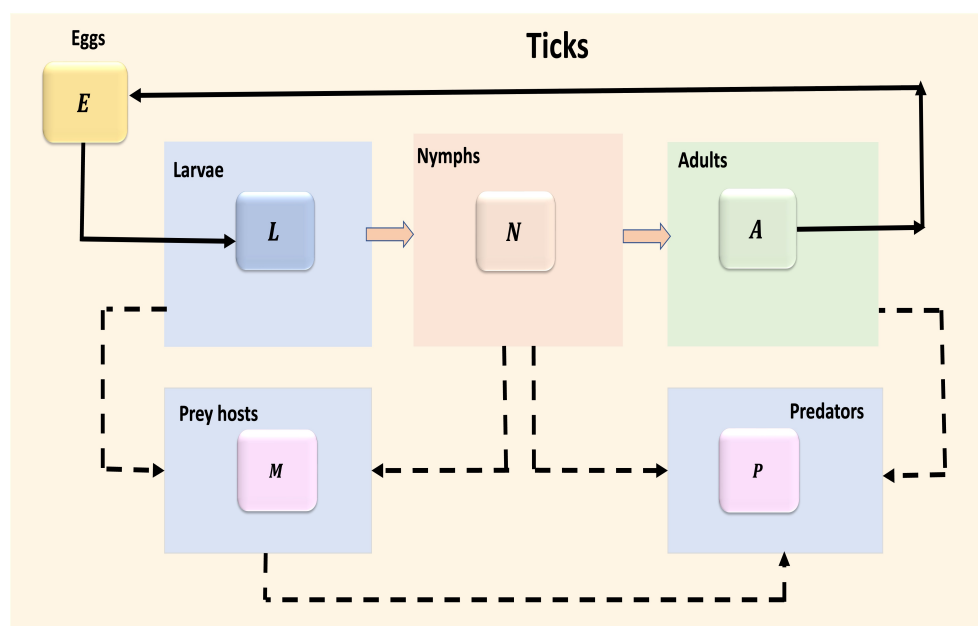 Eggs
Ticks
E
Larvae
Nymphs
Adults
L
N
A
Prey hosts
Predators
M
P